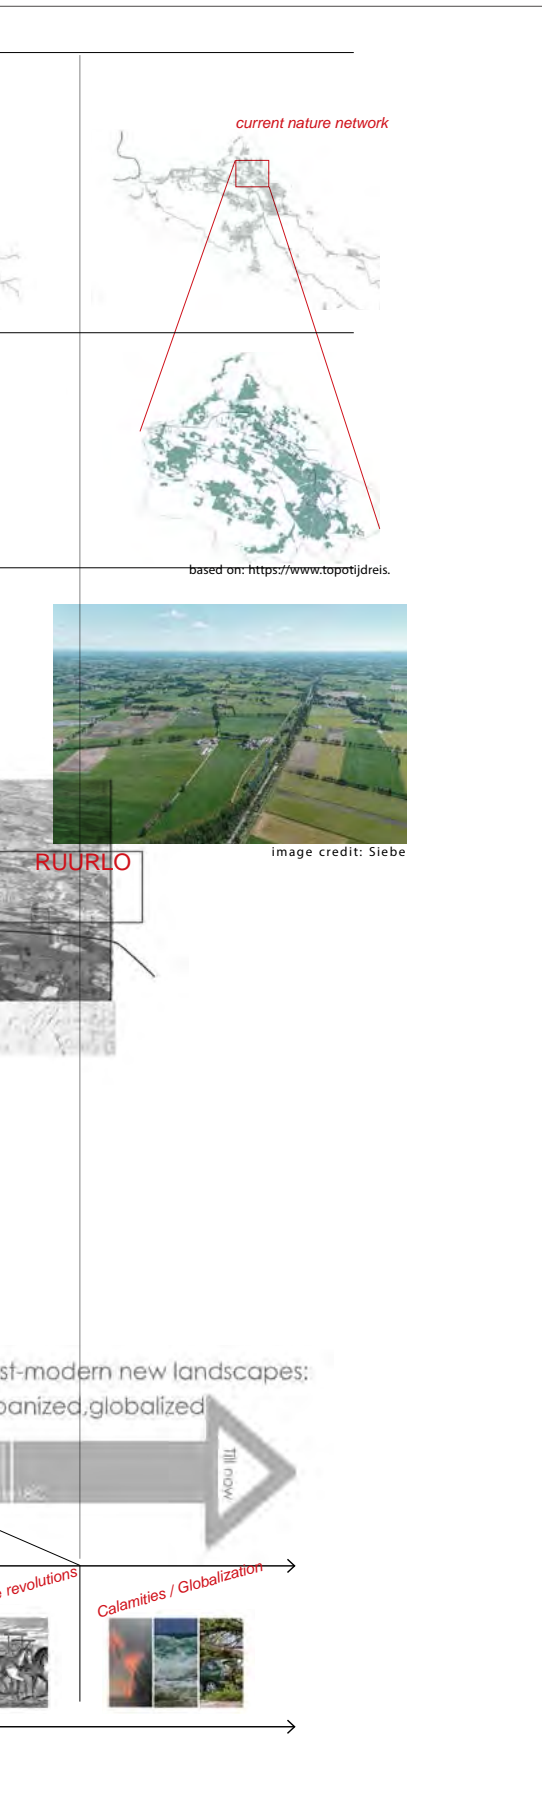 current nature network
based on: https://www.topotijdreis.
image credit: Siebe
RUURLO
st-modern new landscapes:
banized,globalized
Till now
18C
revolutions
Calamities / Globalization